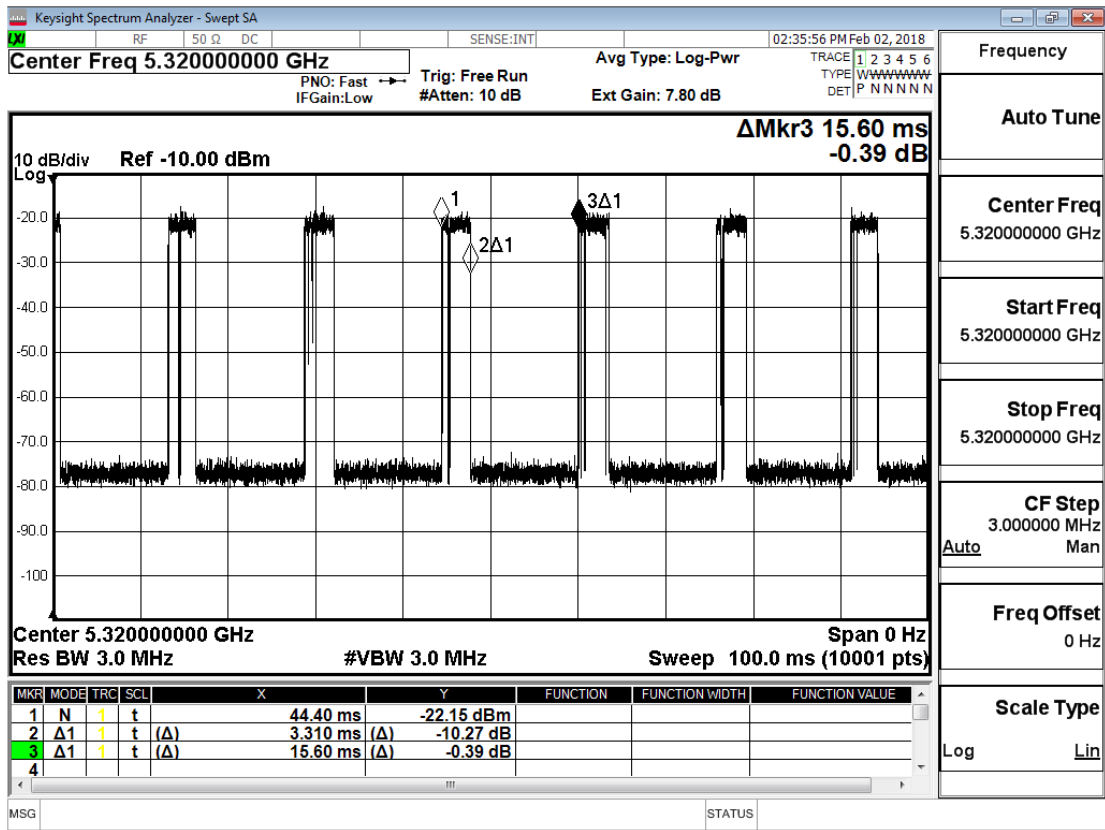 Keysight Spectrum Analyzer - Swept SA
LXI RF 50 Ω DC SENSE:INT 02:35:56 PM Feb 02, 2018
Center Freq 5.320000000 GHz
PNO: Fast
IFGain:Low
Trig: Free Run
#Atten: 10 dB
Avg Type: Log-Pwr
Ext Gain: 7.80 dB
TRACE 1 2 3 4 5 6
TYPE WWWWWW
DET P N N N N N
ΔMkr3 15.60 ms
-0.39 dB
10 dB/div Ref -10.00 dBm
Log
1
3Δ1
2Δ1
-20.0
-30.0
-40.0
-50.0
-60.0
-70.0
-80.0
-90.0
-100
Center 5.320000000 GHz Span 0 Hz
Res BW 3.0 MHz #VBW 3.0 MHz Sweep 100.0 ms (10001 pts)
MKR MODE TRC SCL X Y FUNCTION FUNCTION WIDTH FUNCTION VALUE
1 N 1 t 44.40 ms -22.15 dBm
2 Δ1 1 t (Δ) 3.310 ms (Δ) -10.27 dB
3 Δ1 1 t (Δ) 15.60 ms (Δ) -0.39 dB
4
MSG STATUS
Frequency
Auto Tune
Center Freq
5.320000000 GHz
Start Freq
5.320000000 GHz
Stop Freq
5.320000000 GHz
CF Step
3.000000 MHz
Auto Man
Freq Offset
0 Hz
Scale Type
Log Lin